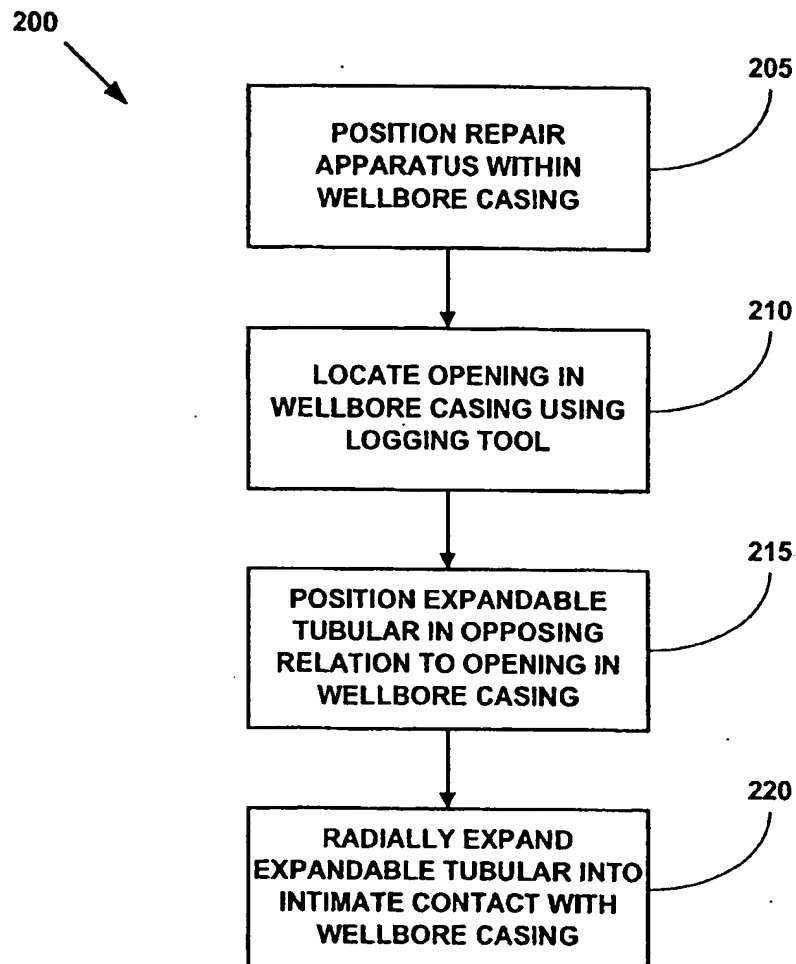 200
205
POSITION REPAIR
APPARATUS WITHIN
WELLBORE CASING
210
LOCATE OPENING IN
WELLBORE CASING USING
LOGGING TOOL
215
POSITION EXPANDABLE
TUBULAR IN OPPOSING
RELATION TO OPENING IN
WELLBORE CASING
220
RADIALLY EXPAND
EXPANDABLE TUBULAR INTO
INTIMATE CONTACT WITH
WELLBORE CASING